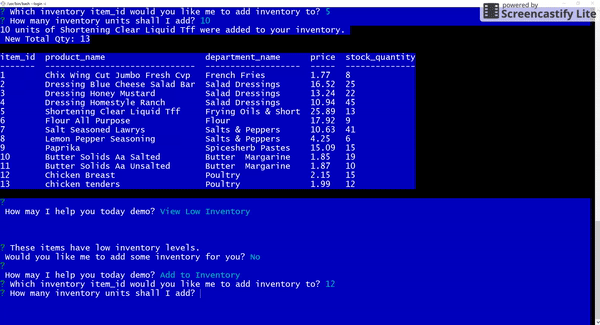 ? Which inventory item_id would you like me to add inventory to? 5
? How many inventory units shall I add? 10
10 units of Shortening Clear Liquid Tff were added to your inventory.
New Total Qty: 13
powered by
Screencastify Lite
item_id product_name department_name price stock_quantity
1 Chix Wing Cut Jumbo Fresh Cvp French Fries 1.77 8
2 Dressing Blue Cheese Salad Bar Salad Dressings 16.52 25
3 Dressing Honey Mustard Salad Dressings 13.24 22
4 Dressing Homestyle Ranch Salad Dressings 10.94 45
5 Shortening Clear Liquid Tff Frying Oils & Short 25.89 13
6 Flour All Purpose Flour 17.92 9
7 Salt Seasoned Lawrys Salts & Peppers 10.63 41
8 Lemon Pepper Seasoning Salts & Peppers 4.25 6
9 Paprika Spicesherb Pastes 15.09 15
10 Butter Solids Aa Salted Butter Margarine 1.85 19
11 Butter Solids Aa Unsalted Butter Margarine 1.87 10
12 Chicken Breast Poultry 2.15 15
13 chicken tenders Poultry 1.99 12
?
How may I help you today demo? View Low Inventory
? These items have low inventory levels.
Would you like me to add some inventory for you? No
?
How may I help you today demo? Add to Inventory
? Which inventory item_id would you like me to add inventory to? 12
? How many inventory units shall I add?